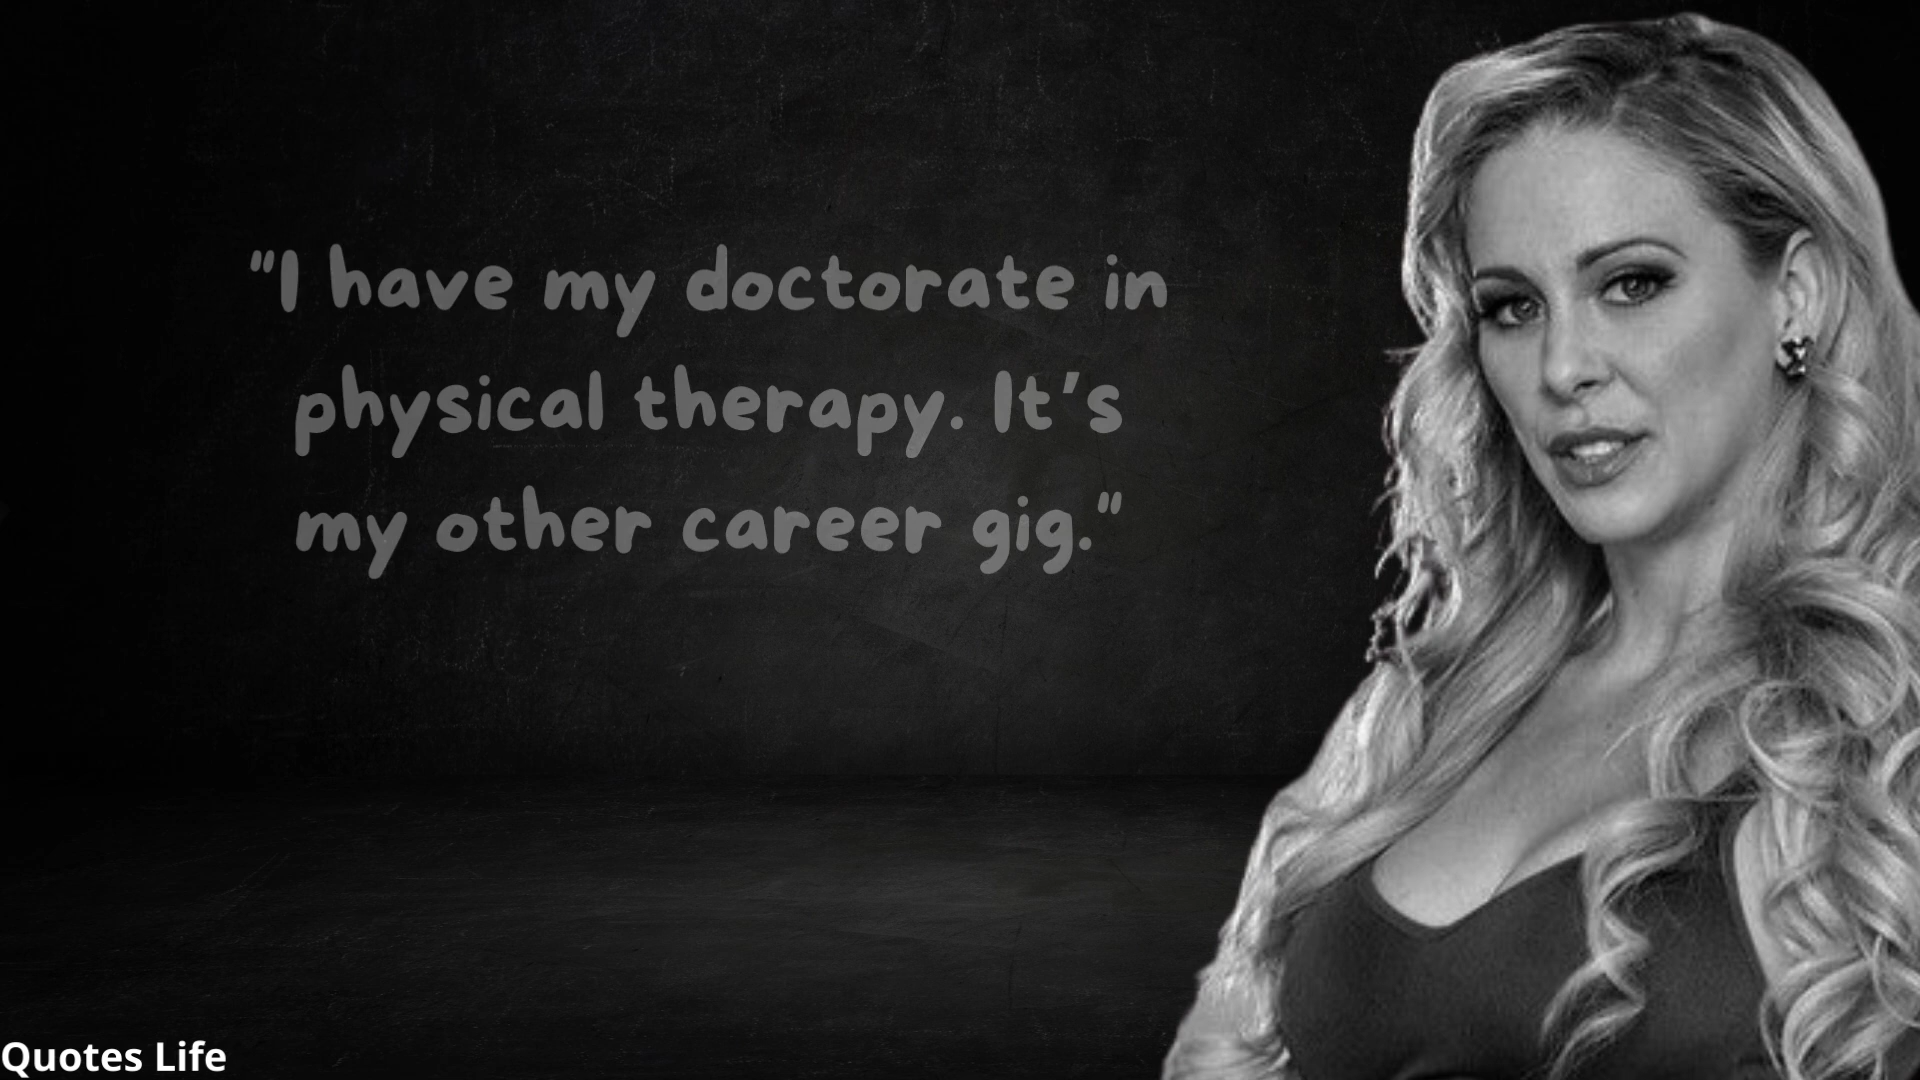 "I have my doctorate in
physical therapy. It’s
my other career gig."
Quotes Life